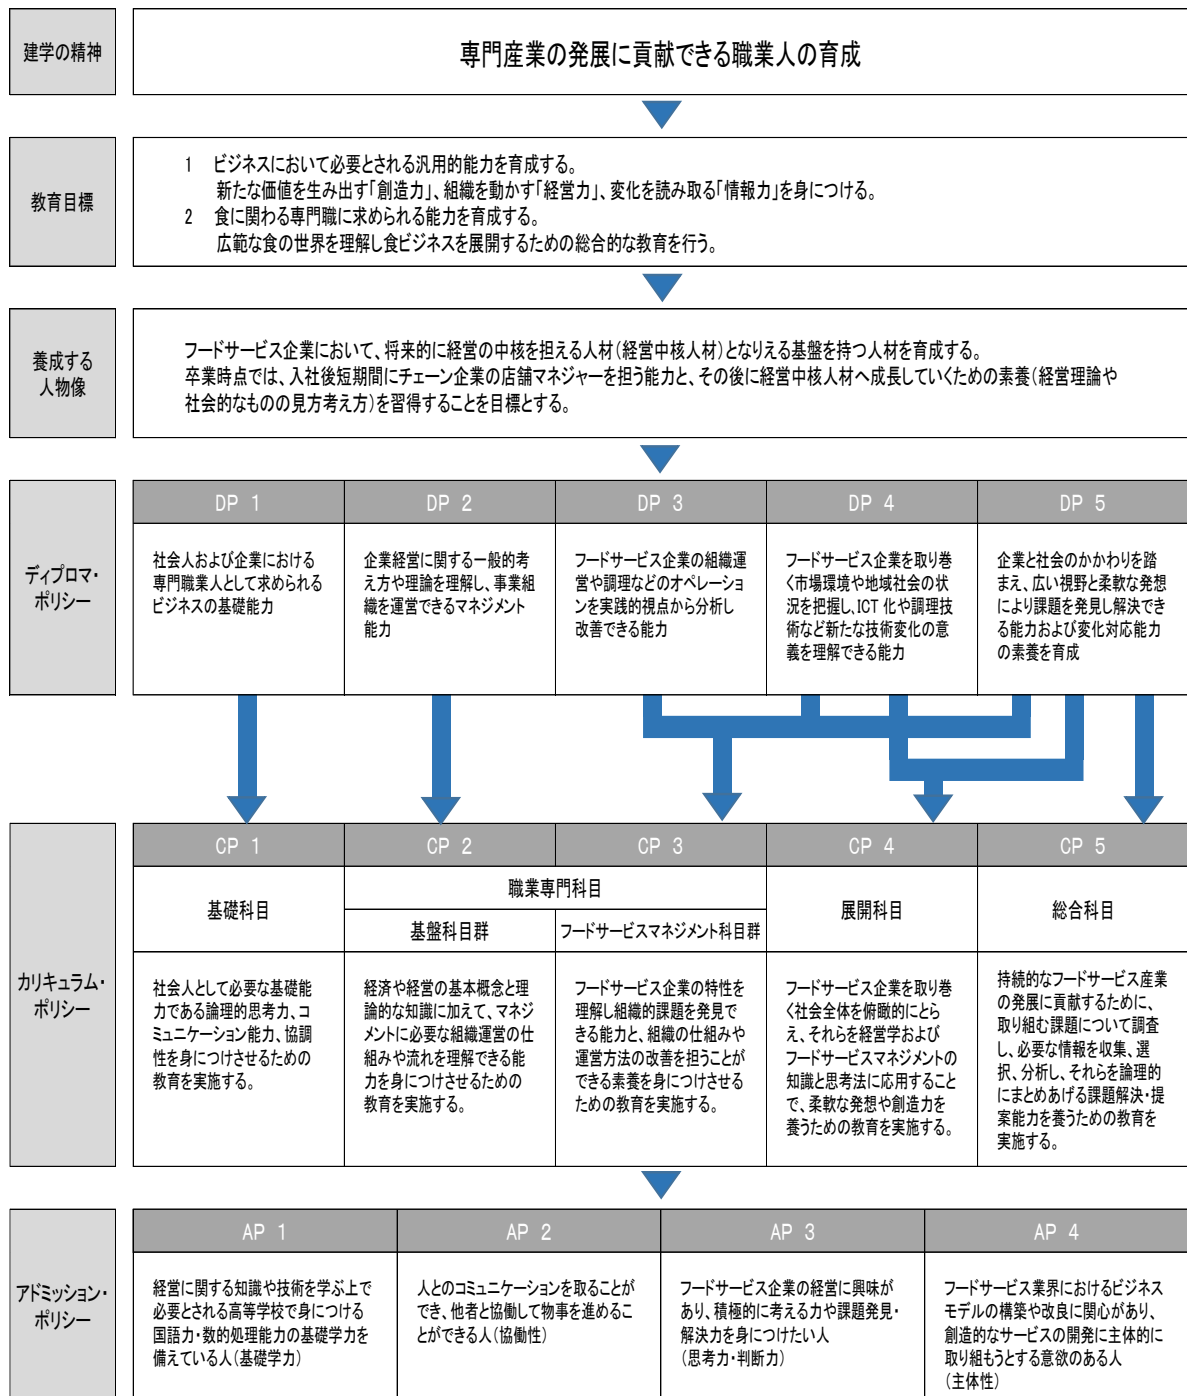 建学の精神
専門産業の発展に貢献できる職業人の育成
教育目標
1 ビジネスにおいて必要とされる汎用的能力を育成する。
新たな価値を生み出す「創造力」、組織を動かす「経営力」、変化を読み取る「情報力」を身につける。
2 食に関わる専門職に求められる能力を育成する。
広範な食の世界を理解し食ビジネスを展開するための総合的な教育を行う。
養成する
人物像
フードサービス企業において、将来的に経営の中核を担える人材(経営中核人材)となりえる基盤を持つ人材を育成する。
卒業時点では、入社後短期間にチェーン企業の店舗マネジャーを担う能力と、その後に経営中核人材へ成長していくための素養(経営理論や
社会的なものの見方考え方)を習得することを目標とする。
ディプロマ・
ポリシー
DP 1
社会人および企業における
専門職業人として求められる
ビジネスの基礎能力
DP 2
企業経営に関する一般的考
え方や理論を理解し、事業組
織を運営できるマネジメント
能力
DP 3
フードサービス企業の組織運
営や調理などのオペレーショ
ンを実践的視点から分析し
改善できる能力
DP 4
フードサービス企業を取り巻
く市場環境や地域社会の状
況を把握し、ICT 化や調理技
術など新たな技術変化の意
義を理解できる能力
DP 5
企業と社会のかかわりを踏
まえ、広い視野と柔軟な発想
により課題を発見し解決でき
る能力および変化対応能力
の素養を育成
カリキュラム・
ポリシー
CP 1
CP 2
CP 3
CP 4
CP 5
基礎科目
職業専門科目
基盤科目群
フードサービスマネジメント科目群
展開科目
総合科目
社会人として必要な基礎能
力である論理的思考力、コ
ミュニケーション能力、協調
性を身につけさせるための
教育を実施する。
経済や経営の基本概念と理
論的な知識に加えて、マネジ
メントに必要な組織運営の仕
組みや流れを理解できる能
力を身につけさせるための
教育を実施する。
フードサービス企業の特性を
理解し組織的課題を発見で
きる能力と、組織の仕組みや
運営方法の改善を担うことが
できる素養を身につけさせる
ための教育を実施する。
フードサービス企業を取り巻
く社会全体を俯瞰的にとら
え、それらを経営学および
フードサービスマネジメントの
知識と思考法に応用すること
で、柔軟な発想や創造力を
養うための教育を実施する。
持続的なフードサービス産業
の発展に貢献するために、
取り組む課題について調査
し、必要な情報を収集、選
択、分析し、それらを論理的
にまとめあげる課題解決・提
案能力を養うための教育を
実施する。
アドミッション・
ポリシー
AP 1
経営に関する知識や技術を学ぶ上で
必要とされる高等学校で身につける
国語力・数的処理能力の基礎学力を
備えている人(基礎学力)
AP 2
人とのコミュニケーションを取ることが
でき、他者と協働して物事を進めるこ
とができる人(協働性)
AP 3
フードサービス企業の経営に興味が
あり、積極的に考える力や課題発見・
解決力を身につけたい人
(思考力・判断力)
AP 4
フードサービス業界におけるビジネス
モデルの構築や改良に関心があり、
創造的なサービスの開発に主体的に
取り組もうとする意欲のある人
(主体性)